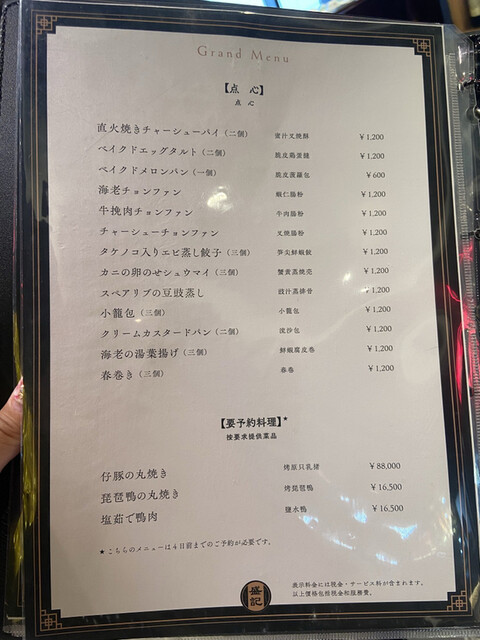 Grand Menu
【点 心】
点 心
直火焼きチャーシューパイ（二個） 蜜汁叉燒酥 ￥1,200
ベイクドエッグタルト（二個） 脆皮鷄蛋撻 ￥1,200
ベイクドメロンパン（一個） 脆皮菠蘿包 ￥600
海老チョンファン 蝦仁腸粉 ￥1,200
牛挽肉チョンファン 牛肉腸粉 ￥1,200
チャーシューチョンファン 叉燒腸粉 ￥1,200
タケノコ入りエビ蒸し餃子（三個） 笋尖鮮蝦餃 ￥1,200
カニの卵のせシュウマイ（三個） 蟹黄蒸燒売 ￥1,200
スペアリブの豆豉蒸し 豉汁蒸排骨 ￥1,200
小籠包（三個） 小籠包 ￥1,200
クリームカスタードパン（二個） 流沙包 ￥1,200
海老の湯葉揚げ（三個） 鮮蝦腐皮巻 ￥1,200
春巻き（三個） 春巻 ￥1,200
【要予約料理】★
按要求提供菜品
仔豚の丸焼き 烤原只乳猪 ￥88,000
琵琶鴨の丸焼き 烤琵琶鴨 ￥16,500
塩茹で鴨肉 鹽水鴨 ￥16,500
★こちらのメニューは4日前までのご予約が必要です。
盛記
表示料金には税金・サービス料が含まれます。
以上價格包括税金和服務費。